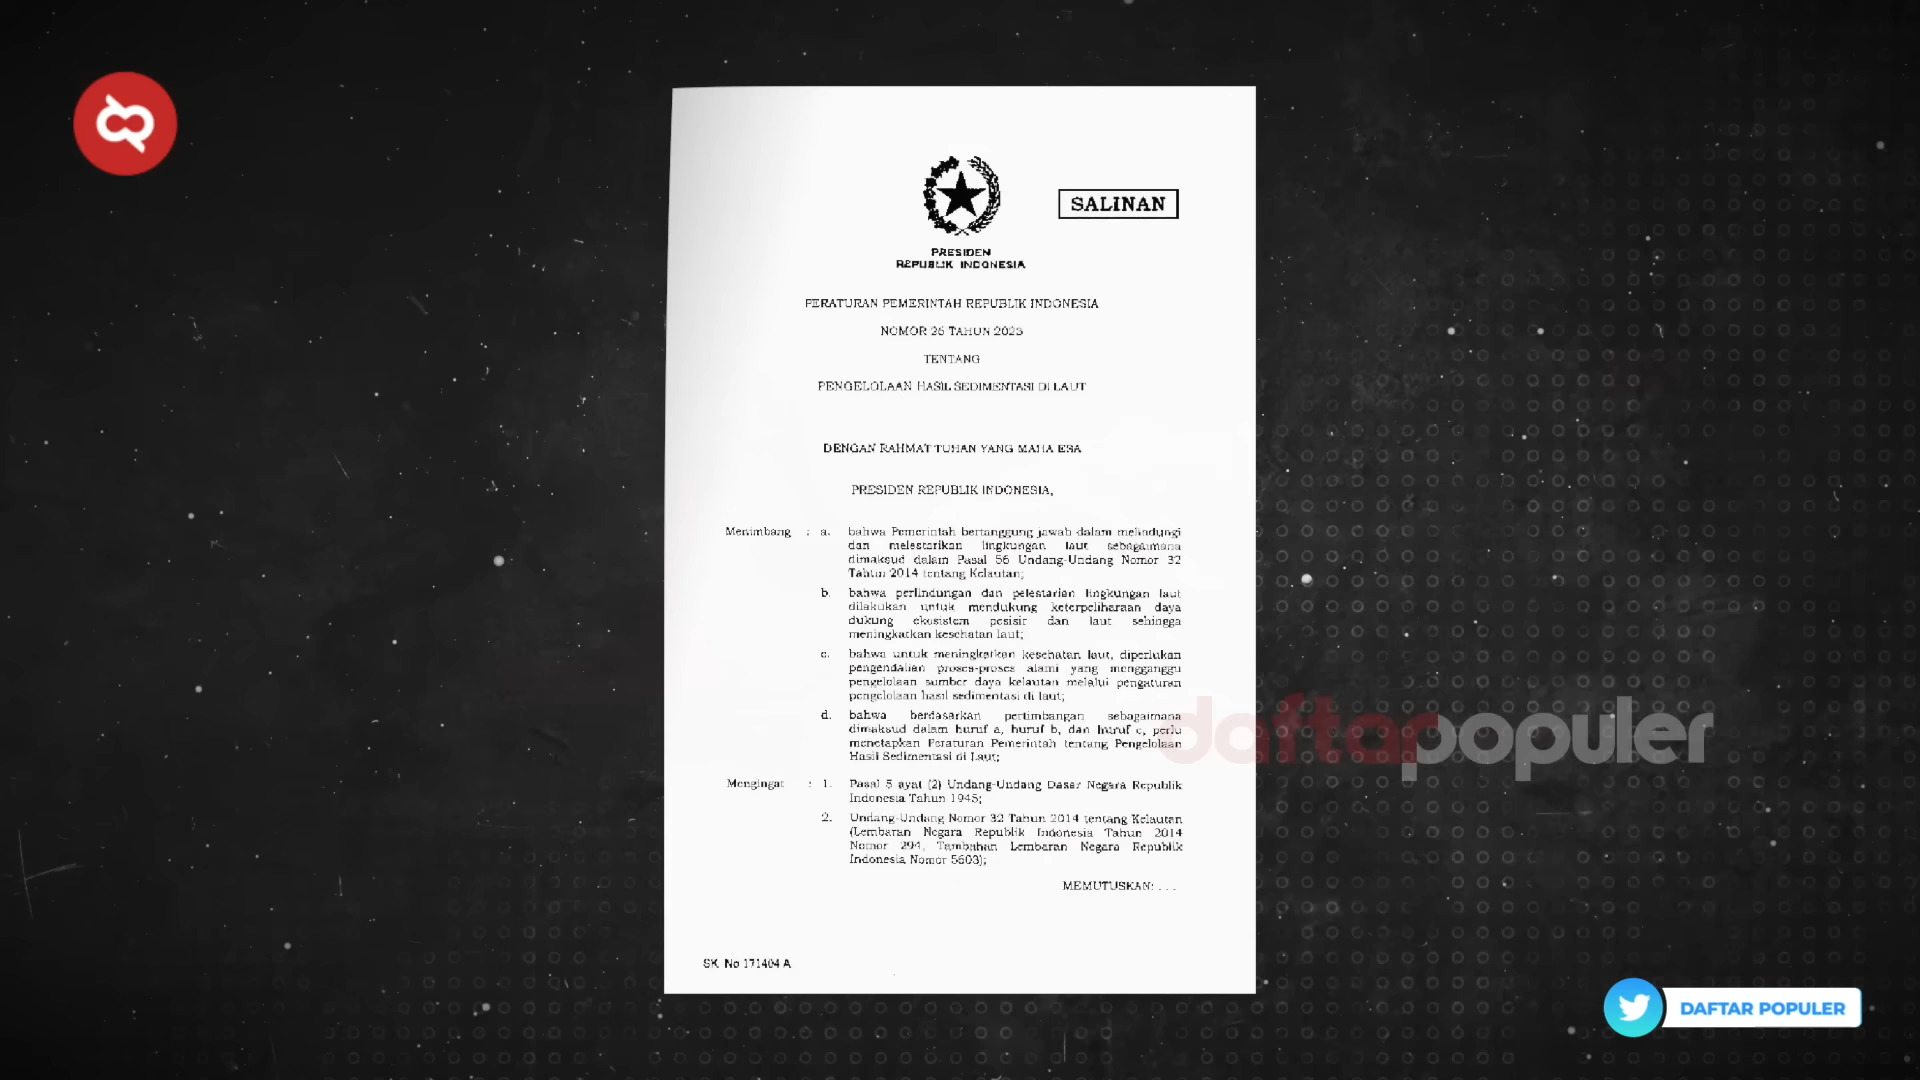 SALINAN
PRESIDEN
REPUBLIK INDONESIA
PERATURAN PEMERINTAH REPUBLIK INDONESIA
NOMOR 26 TAHUN 2023
TENTANG
PENGELOLAAN HASIL SEDIMENTASI DI LAUT
DENGAN RAHMAT TUHAN YANG MAHA ESA
PRESIDEN REPUBLIK INDONESIA,
Menimbang : a. bahwa Pemerintah bertanggung jawab dalam melindungi
dan melestarikan lingkungan laut sebagaimana
dimaksud dalam Pasal 56 Undang-Undang Nomor 32
Tahun 2014 tentang Kelautan;
b. bahwa perlindungan dan pelestarian lingkungan laut
dilakukan untuk mendukung keterpeliharaan daya
dukung ekosistem pesisir dan laut sehingga
meningkatkan kesehatan laut;
c. bahwa untuk meningkatkan kesehatan laut, diperlukan
pengendalian proses-proses alami yang mengganggu
pengelolaan sumber daya kelautan melalui pengaturan
pengelolaan hasil sedimentasi di laut;
d. bahwa berdasarkan pertimbangan sebagaimana
dimaksud dalam huruf a, huruf b, dan huruf c, perlu
menetapkan Peraturan Pemerintah tentang Pengelolaan
Hasil Sedimentasi di Laut;
Mengingat : 1. Pasal 5 ayat (2) Undang-Undang Dasar Negara Republik
Indonesia Tahun 1945;
2. Undang-Undang Nomor 32 Tahun 2014 tentang Kelautan
(Lembaran Negara Republik Indonesia Tahun 2014
Nomor 294, Tambahan Lembaran Negara Republik
Indonesia Nomor 5603);
MEMUTUSKAN: . . .
SK No 171404 A
daftarpopuler
DAFTAR POPULER